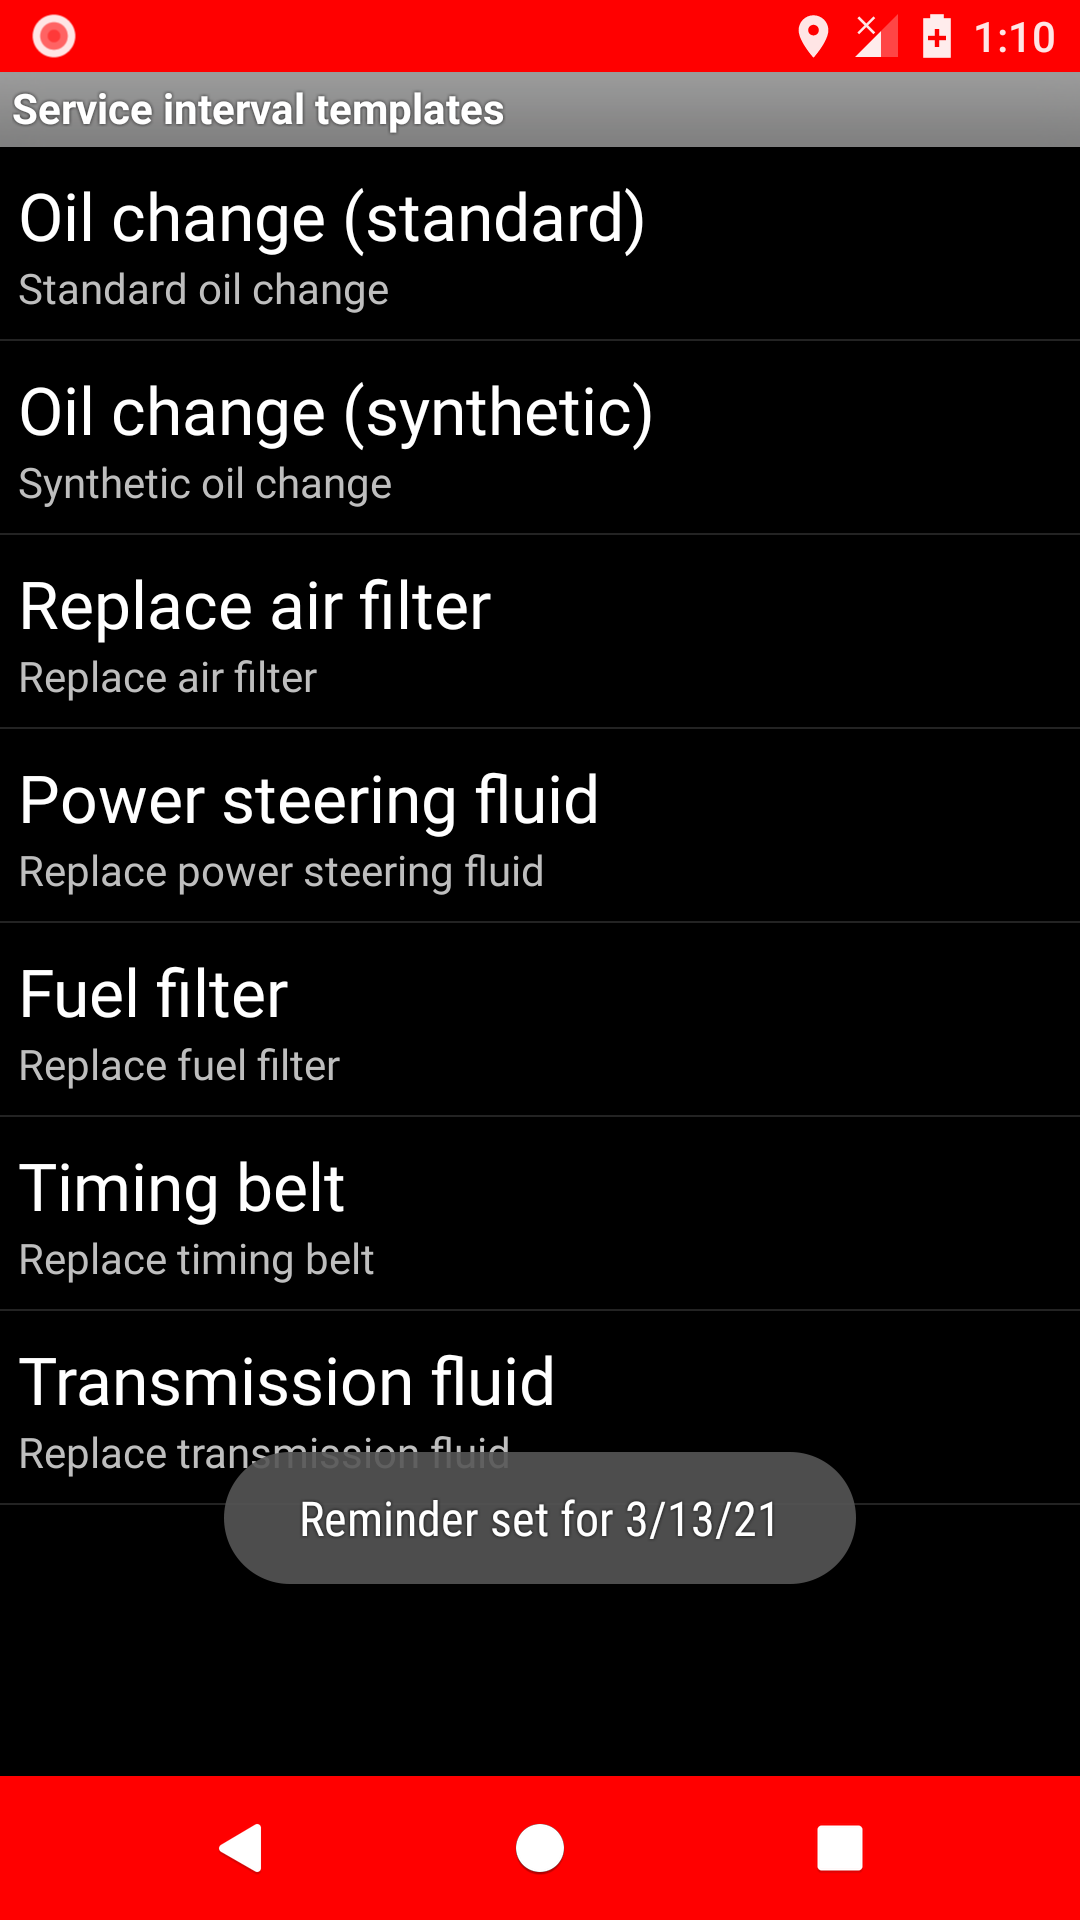 1:10
Service interval templates
Oil change (standard)
Standard oil change
Oil change (synthetic)
Synthetic oil change
Replace air filter
Replace air filter
Power steering fluid
Replace power steering fluid
Fuel filter
Replace fuel filter
Timing belt
Replace timing belt
Transmission fluid
Replace transmission fluid
Reminder set for 3/13/21